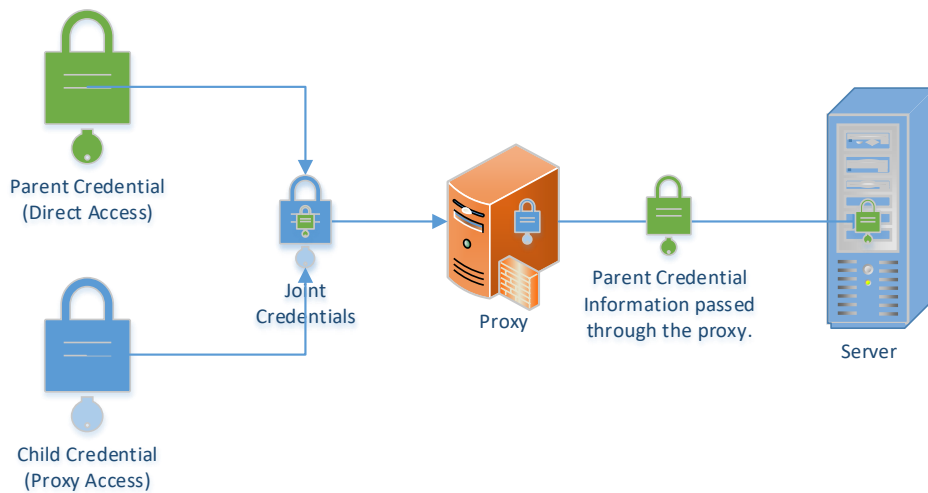 Parent Credential
(Direct Access)
Joint
Credentials
Proxy
Parent Credential
Information passed
through the proxy.
Server
Child Credential
(Proxy Access)